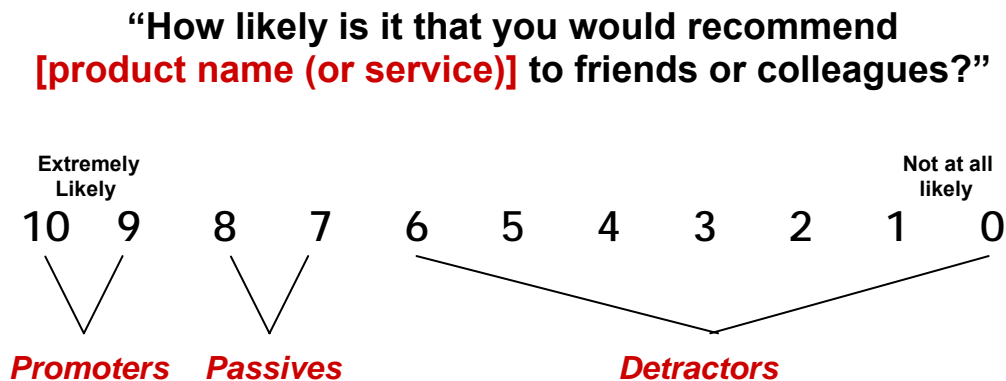 “How likely is it that you would recommend
[product name (or service)] to friends or colleagues?”
Extremely
Likely
Not at all
likely
10 9 8 7 6 5 4 3 2 1 0
Promoters Passives Detractors